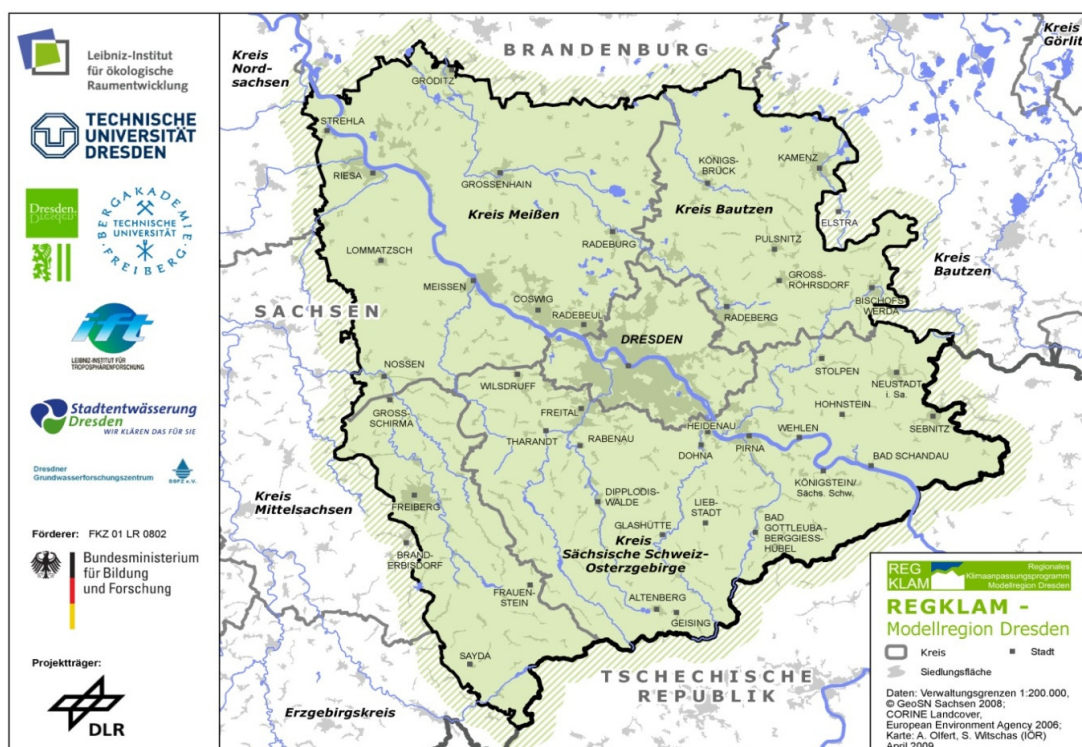 Leibniz-Institut
für ökologische
Raumentwicklung
TECHNISCHE
UNIVERSITÄT
DRESDEN
Dresden.
BERGAKADEMIE
TECHNISCHE
UNIVERSITÄT
FREIBERG
ift
LEIBNIZ-INSTITUT FÜR
TROPOSPHÄRENFORSCHUNG
Stadtentwässerung
Dresden
WIR KLÄREN DAS FÜR SIE
Dresdner
Grundwasserforschungszentrum
DGFZ e.V.
Förderer: FKZ 01 LR 0802
Bundesministerium
für Bildung
und Forschung
Projektträger:
DLR
BRANDENBURG
Kreis
Nord-
sachsen
Kreis
Görlitz
GRÖDITZ
STREHLA
RIESA
GROSSENHAIN
KÖNIGS-
BRÜCK
KAMENZ
Kreis Meißen
Kreis Bautzen
ELSTRA
RADEBURG
PULSNITZ
LOMMATZSCH
Kreis
Bautzen
MEISSEN
GROSS-
RÖHRSDORF
BISCHOFS-
WERDA
COSWIG
RADEBEUL
RADEBERG
SACHSEN
DRESDEN
NOSSEN
WILSDRUFF
STOLPEN
NEUSTADT
i. Sa.
GROSS-
SCHIRMA
FREITAL
HOHNSTEIN
SEBNITZ
THARANDT
RABENAU
HEIDENAU
DOHNA
PIRNA
WEHLEN
BAD SCHANDAU
KÖNIGSTEIN/
Sächs. Schw.
Kreis
Mittelsachsen
FREIBERG
DIPPLODIS-
WALDE
LIEB-
STADT
GLASHÜTTE
BAD
GOTTLEUBA-
BERGGIESS-
HÜBEL
BRAND-
ERBISDORF
Kreis
Sächsische Schweiz-
Osterzgebirge
FRAUEN-
STEIN
ALTENBERG
GEISING
SAYDA
TSCHECHISCHE
REPUBLIK
Erzgebirgskreis
REG
KLAM
Regionales
Klimaanpassungsprogramm
Modellregion Dresden
REGKLAM -
Modellregion Dresden
Kreis
Stadt
Siedlungsfläche
Daten: Verwaltungsgrenzen 1:200.000,
© GeoSN Sachsen 2008;
CORINE Landcover,
European Environment Agency 2006;
Karte: A. Olfert, S. Witschas (IÖR)
April 2009